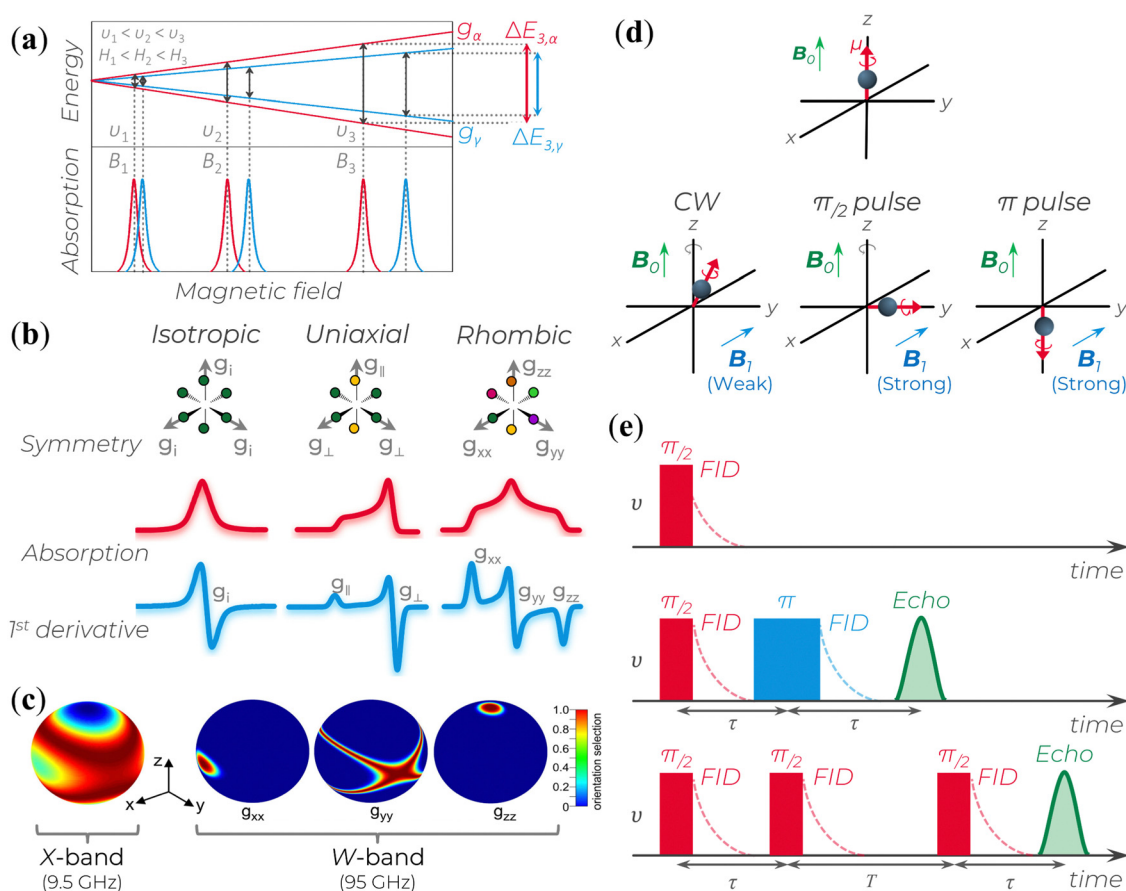 (a)
υ1 < υ2 < υ3
H1 < H2 < H3
Energy
gα
gγ
ΔE3,α
ΔE3,γ
υ1
υ2
υ3
B1
B2
B3
Absorption
Magnetic field
(b)
Isotropic
Uniaxial
Rhombic
gi
g∥
gzz
Symmetry
gi
gi
g⊥
g⊥
gxx
gyy
Absorption
1st derivative
gi
g∥
g⊥
gxx
gyy
gzz
(c)
z
x
y
gxx
gyy
gzz
1.0
0.8
0.6
0.4
0.2
0
orientation selection
X-band
(9.5 GHz)
W-band
(95 GHz)
(d)
z
B0
μ
y
x
CW
π/2 pulse
π pulse
z
z
z
B0
B0
B0
y
y
y
x
x
x
B1
B1
B1
(Weak)
(Strong)
(Strong)
(e)
π/2
FID
υ
time
π/2
FID
π
FID
Echo
υ
time
τ
τ
π/2
FID
π/2
FID
π/2
FID
Echo
υ
time
τ
T
τ